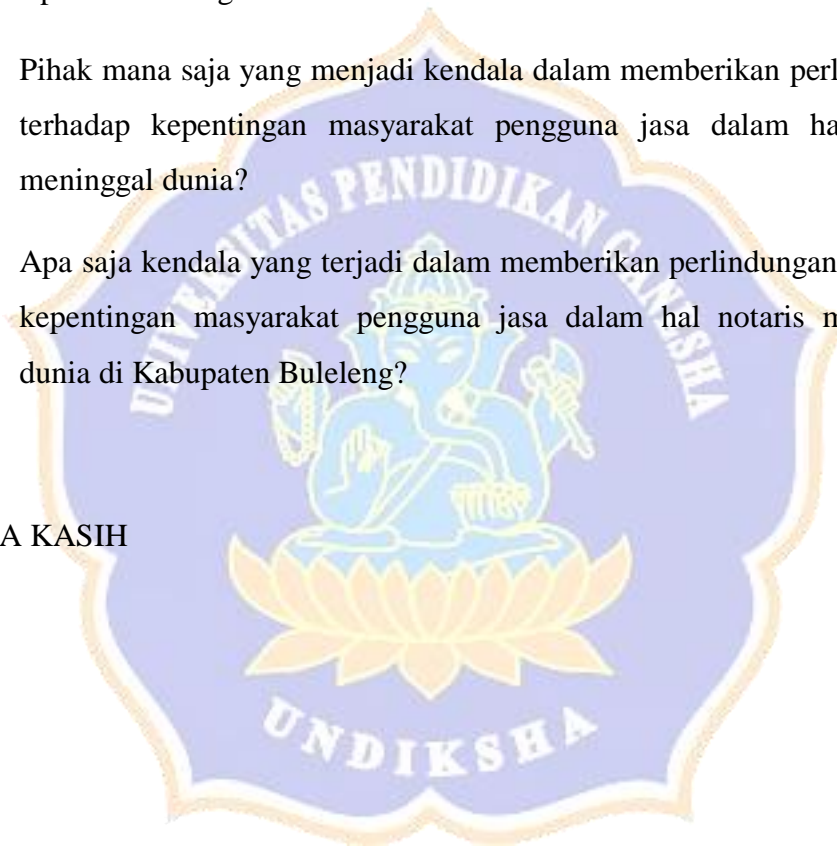 Pihak mana saja yang menjadi kendala dalam memberikan perl
terhadap kepentingan masyarakat pengguna jasa dalam ha
meninggal dunia?
Apa saja kendala yang terjadi dalam memberikan perlindungan
kepentingan masyarakat pengguna jasa dalam hal notaris m
dunia di Kabupaten Buleleng?
A KASIH
UNIVERSITAS PENDIDIKAN GANESHA
UNDIKSHA